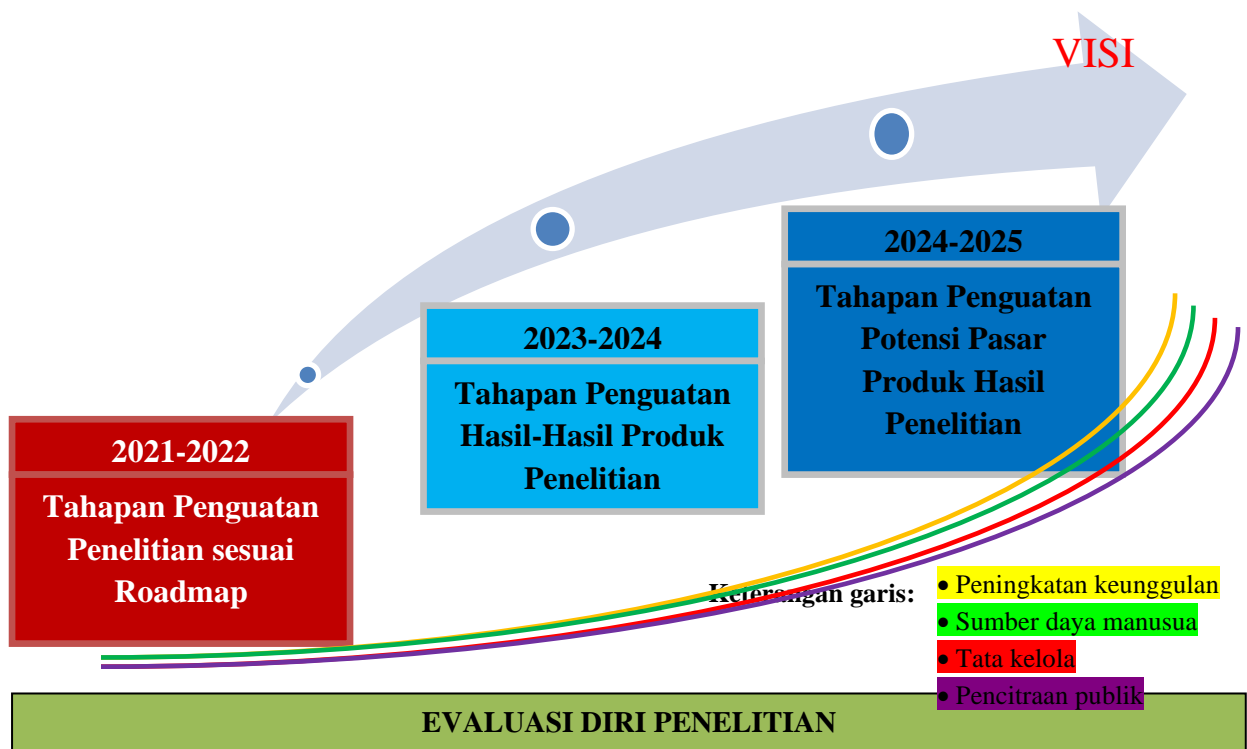 VISI
2024-2025
Tahapan Penguatan
Potensi Pasar
Produk Hasil
Penelitian
2023-2024
Tahapan Penguatan
Hasil-Hasil Produk
Penelitian
2021-2022
Tahapan Penguatan
Penelitian sesuai
Roadmap
Keterangan garis:
• Peningkatan keunggulan
• Sumber daya manusua
• Tata kelola
• Pencitraan publik
EVALUASI DIRI PENELITIAN